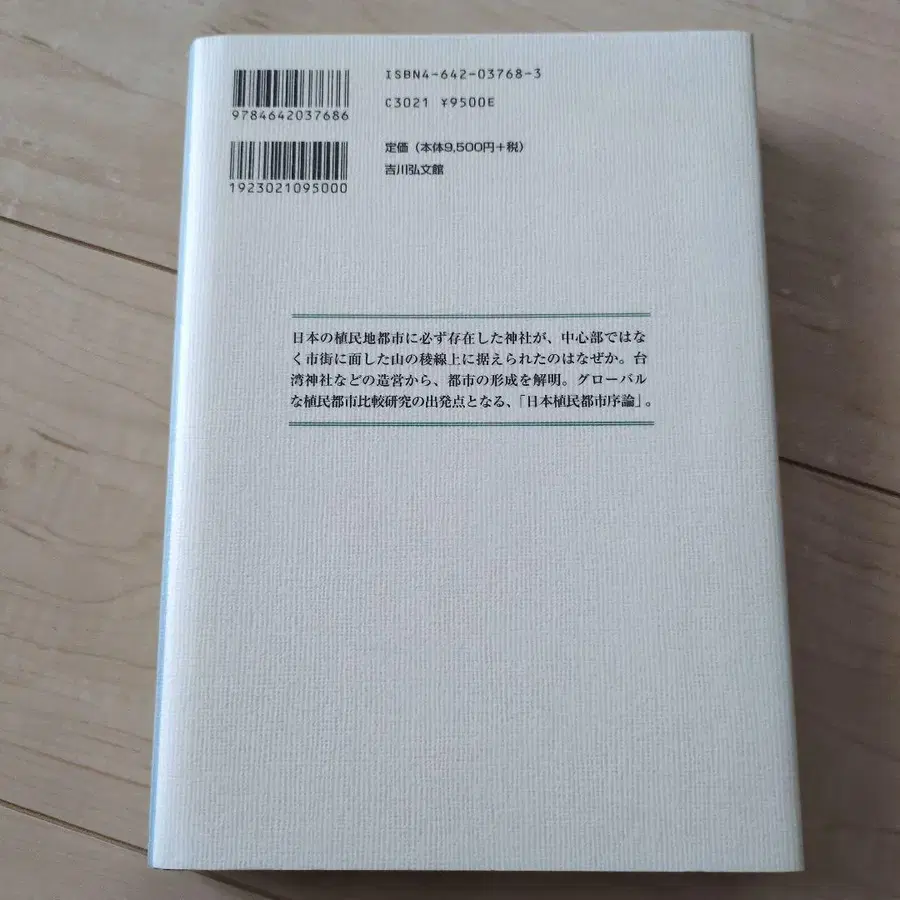 ISBN4-642-03768-3
9784642037686
C3021 ¥9500E
定価（本体9,500円+税）
吉川弘文館
1923021095000
日本の植民地都市に必ず存在した神社が、中心部ではな
く市街に面した山の稜線上に据えられたのはなぜか。台
湾神社などの造営から、都市の形成を解明。グローバル
な植民都市比較研究の出発点となる、「日本植民都市序論」。